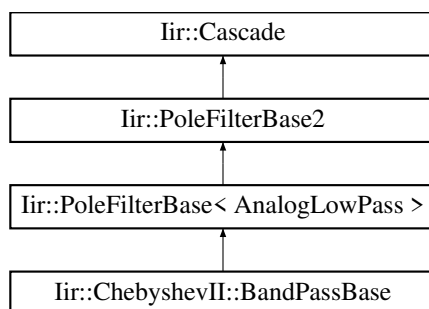 Iir::Cascade
Iir::PoleFilterBase2
Iir::PoleFilterBase< AnalogLowPass >
Iir::ChebyshevII::BandPassBase